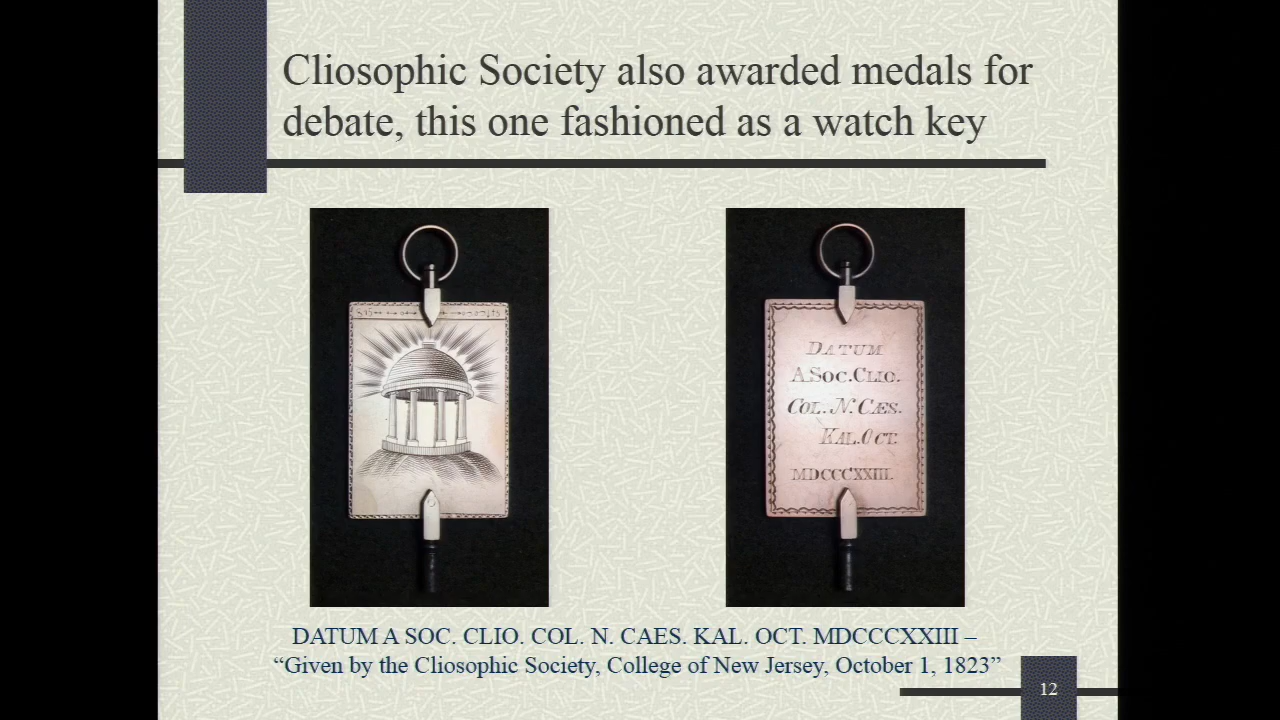 Cliosophic Society also awarded medals for
debate, this one fashioned as a watch key
DATUM
A.SOC.CLIO.
COL. N. CÆS.
KAL.OCT.
MDCCCXXIII.
DATUM A SOC. CLIO. COL. N. CAES. KAL. OCT. MDCCCXXIII –
“Given by the Cliosophic Society, College of New Jersey, October 1, 1823”
12